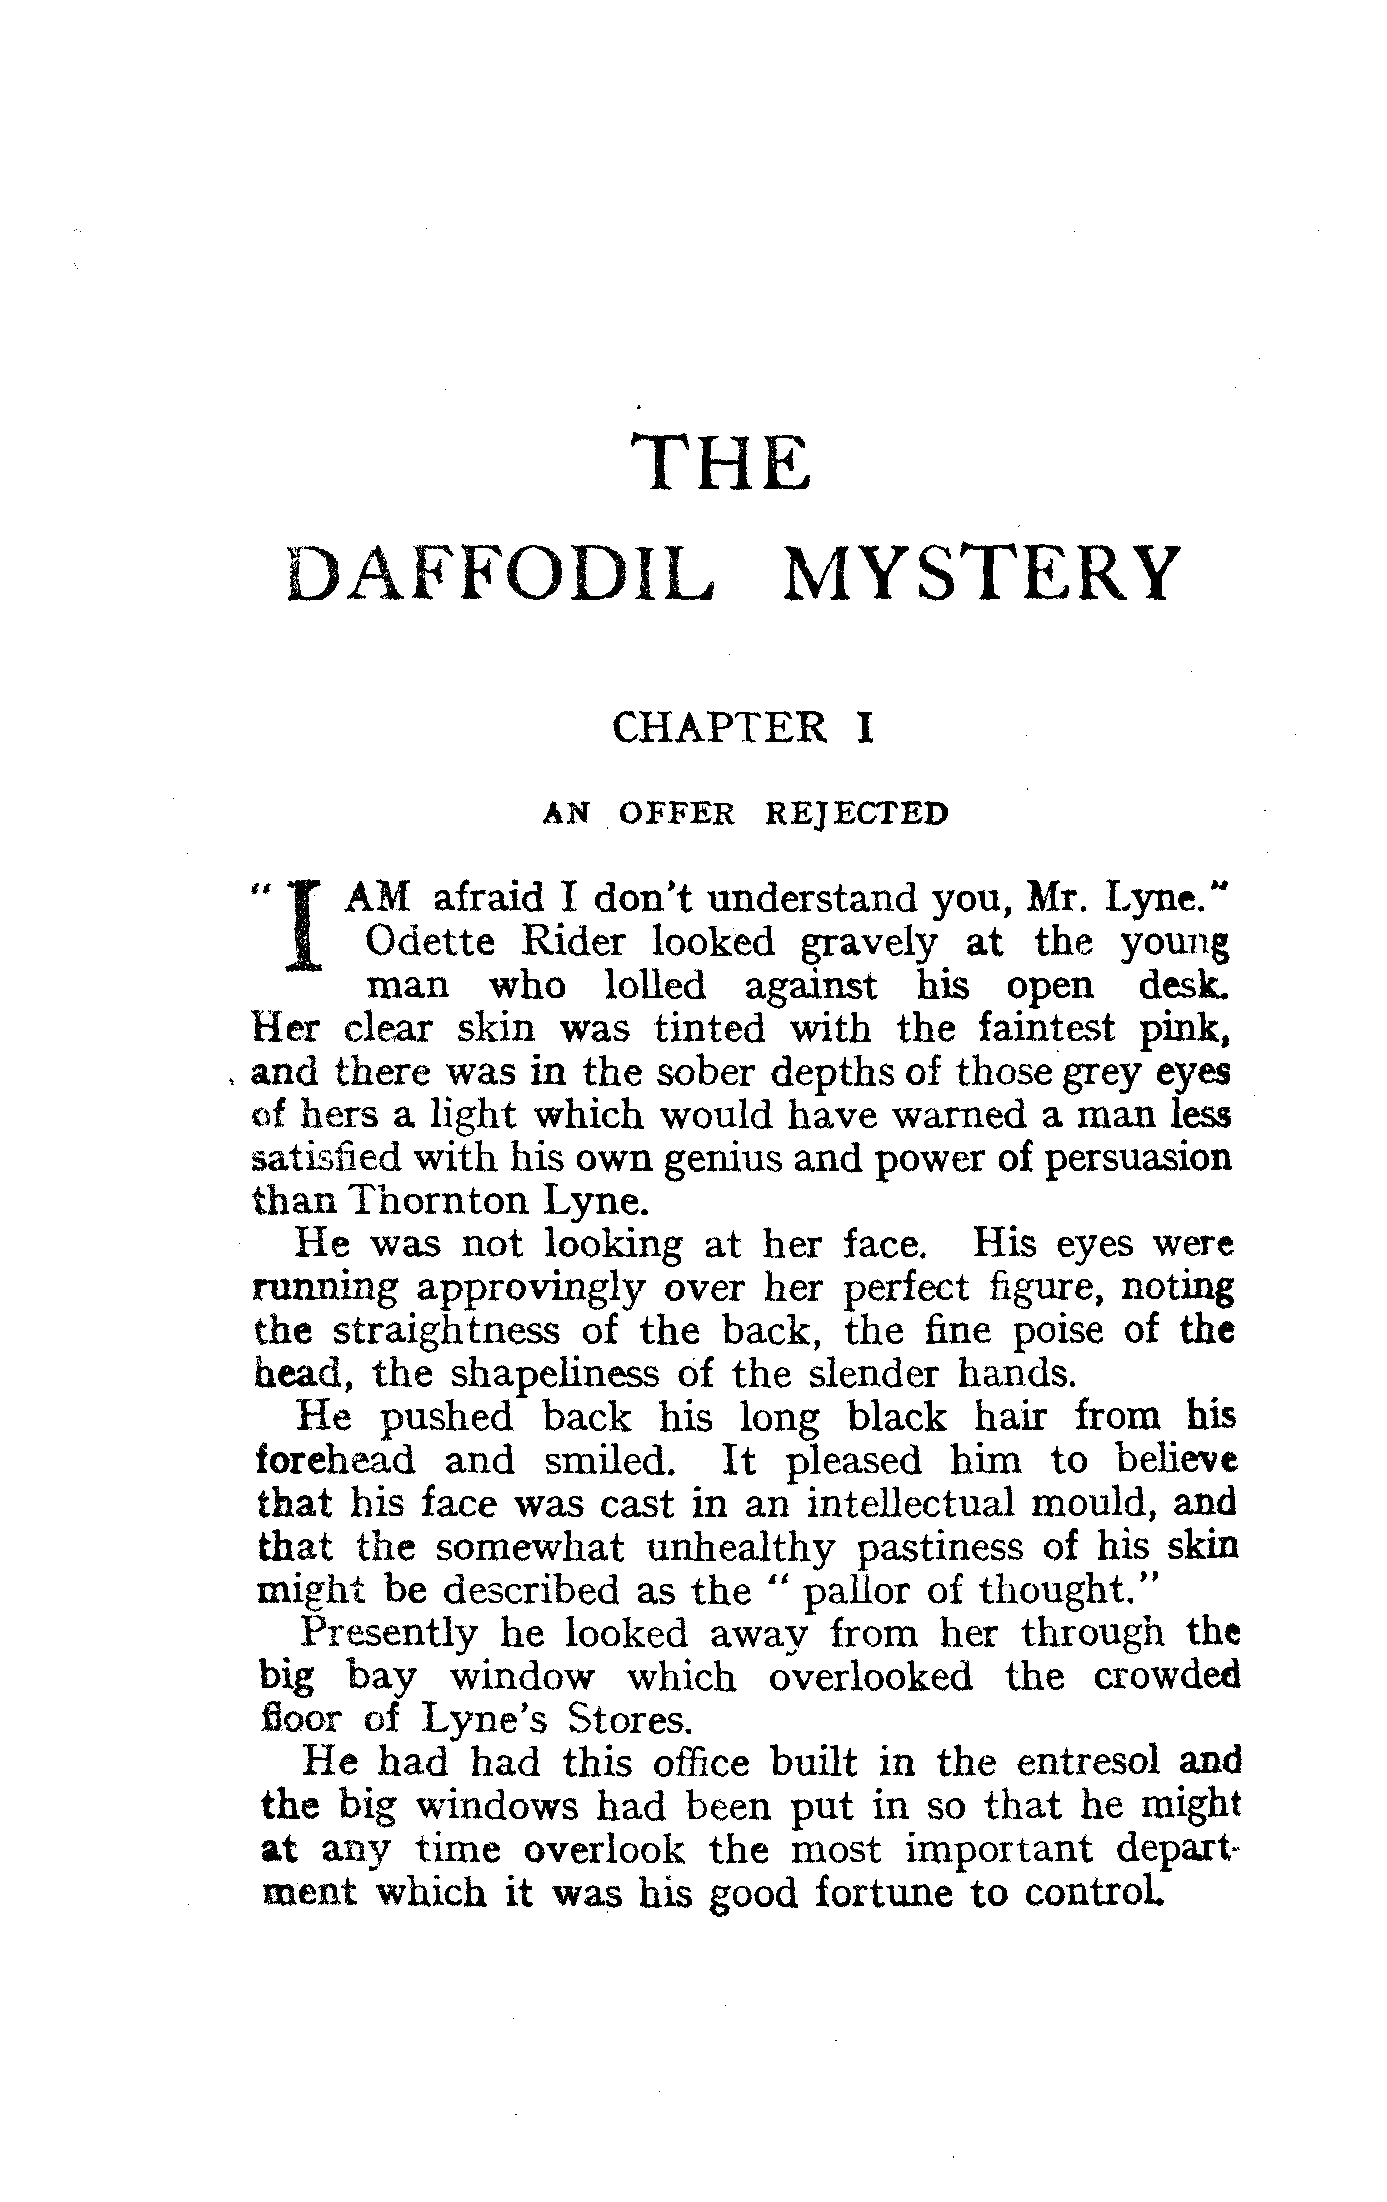 THE
DAFFODIL MYSTERY
CHAPTER I
AN OFFER REJECTED
" I AM afraid I don't understand you, Mr. Lyne."
Odette Rider looked gravely at the young
man who lolled against his open desk.
Her clear skin was tinted with the faintest pink,
and there was in the sober depths of those grey eyes
of hers a light which would have warned a man less
satisfied with his own genius and power of persuasion
than Thornton Lyne.
He was not looking at her face. His eyes were
running approvingly over her perfect figure, noting
the straightness of the back, the fine poise of the
head, the shapeliness of the slender hands.
He pushed back his long black hair from his
forehead and smiled. It pleased him to believe
that his face was cast in an intellectual mould, and
that the somewhat unhealthy pastiness of his skin
might be described as the " pallor of thought."
Presently he looked away from her through the
big bay window which overlooked the crowded
floor of Lyne's Stores.
He had had this office built in the entresol and
the big windows had been put in so that he might
at any time overlook the most important depart-
ment which it was his good fortune to control.